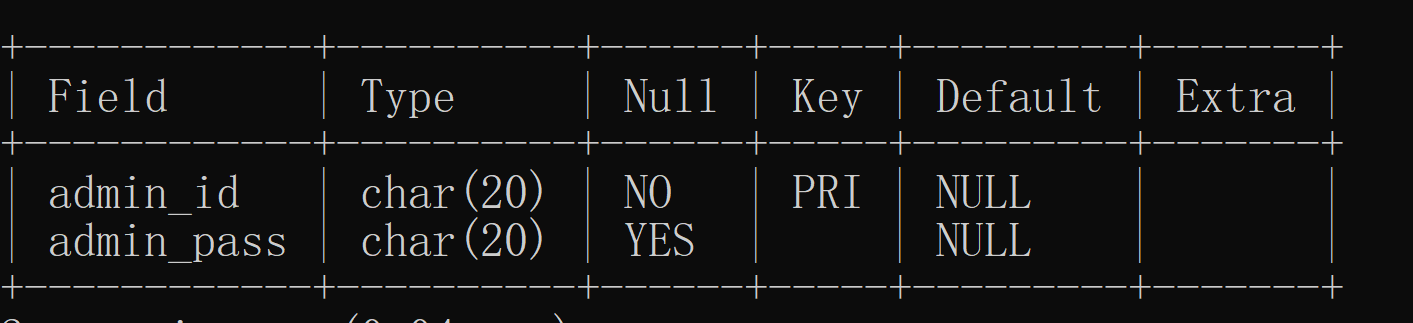 +------------+----------+------+-----+---------+-------+
| Field      | Type     | Null | Key | Default | Extra |
+------------+----------+------+-----+---------+-------+
| admin_id   | char(20) | NO   | PRI | NULL    |       |
| admin_pass | char(20) | YES  |     | NULL    |       |
+------------+----------+------+-----+---------+-------+